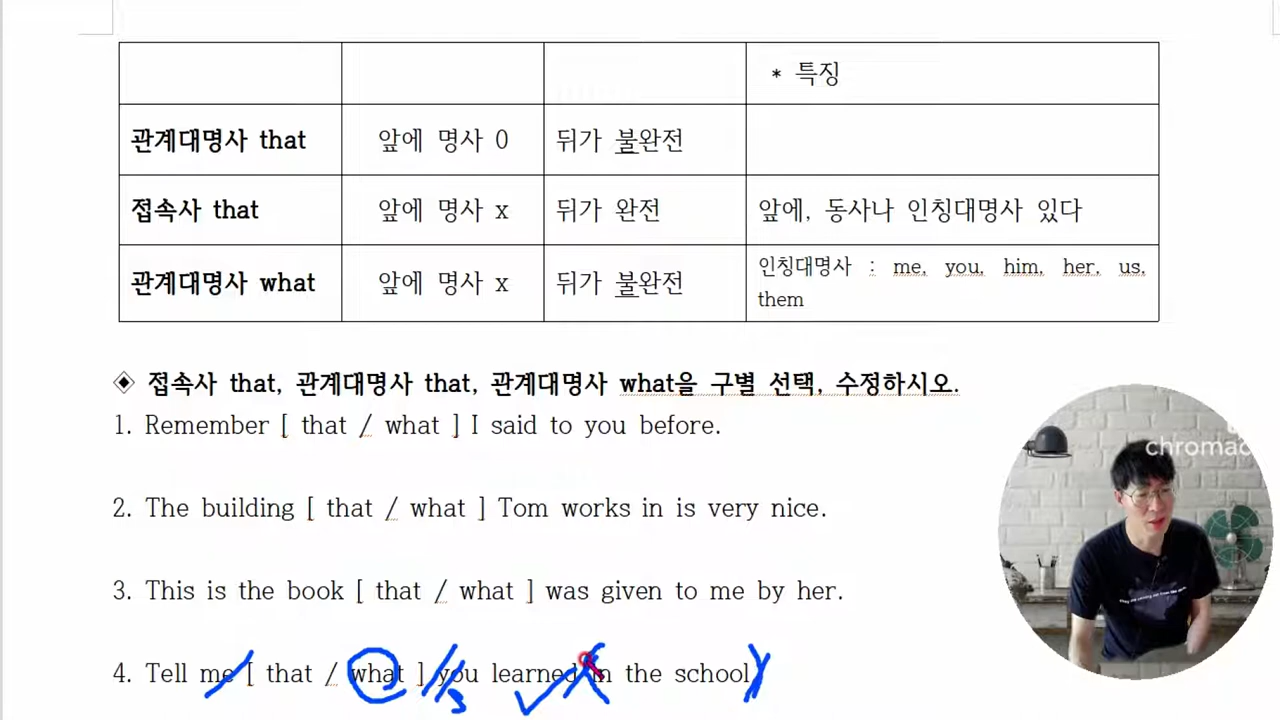 * 특징
관계대명사 that 앞에 명사 0 뒤가 불완전
접속사 that 앞에 명사 x 뒤가 완전 앞에, 동사나 인칭대명사 있다
관계대명사 what 앞에 명사 x 뒤가 불완전 인칭대명사 : me, you, him, her, us,
them
◈ 접속사 that, 관계대명사 that, 관계대명사 what을 구별 선택, 수정하시오.
1. Remember [ that / what ] I said to you before.
chromac
2. The building [ that / what ] Tom works in is very nice.
3. This is the book [ that / what ] was given to me by her.
4. Tell me [ that / what ] you learned in the school